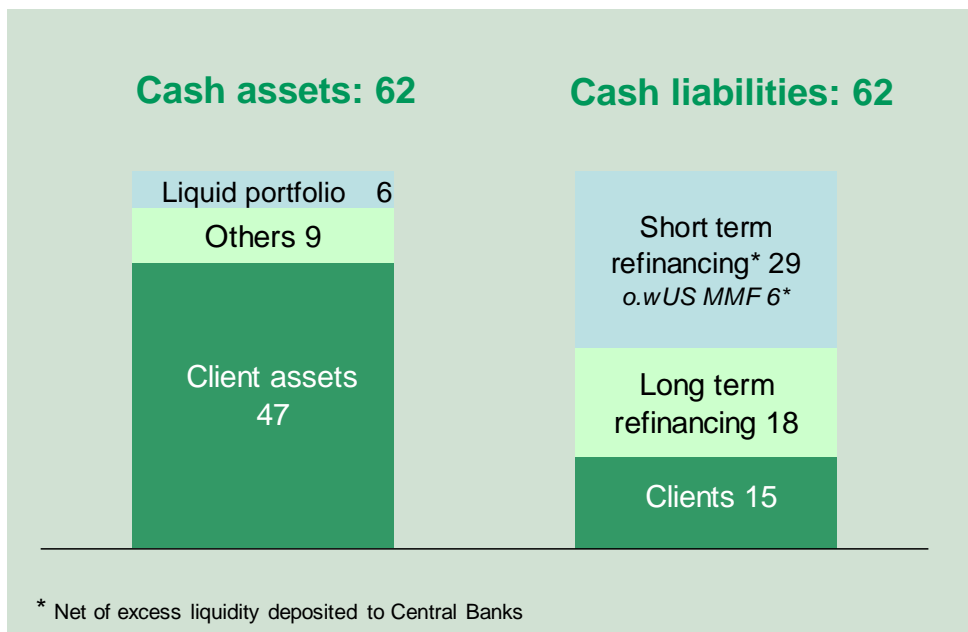 Cash assets: 62
Liquid portfolio 6
Others 9
Client assets
47
Cash liabilities: 62
Short term
refinancing* 29
o.wUS MMF 6*
Long term
refinancing 18
Clients 15
* Net of excess liquidity deposited to Central Banks